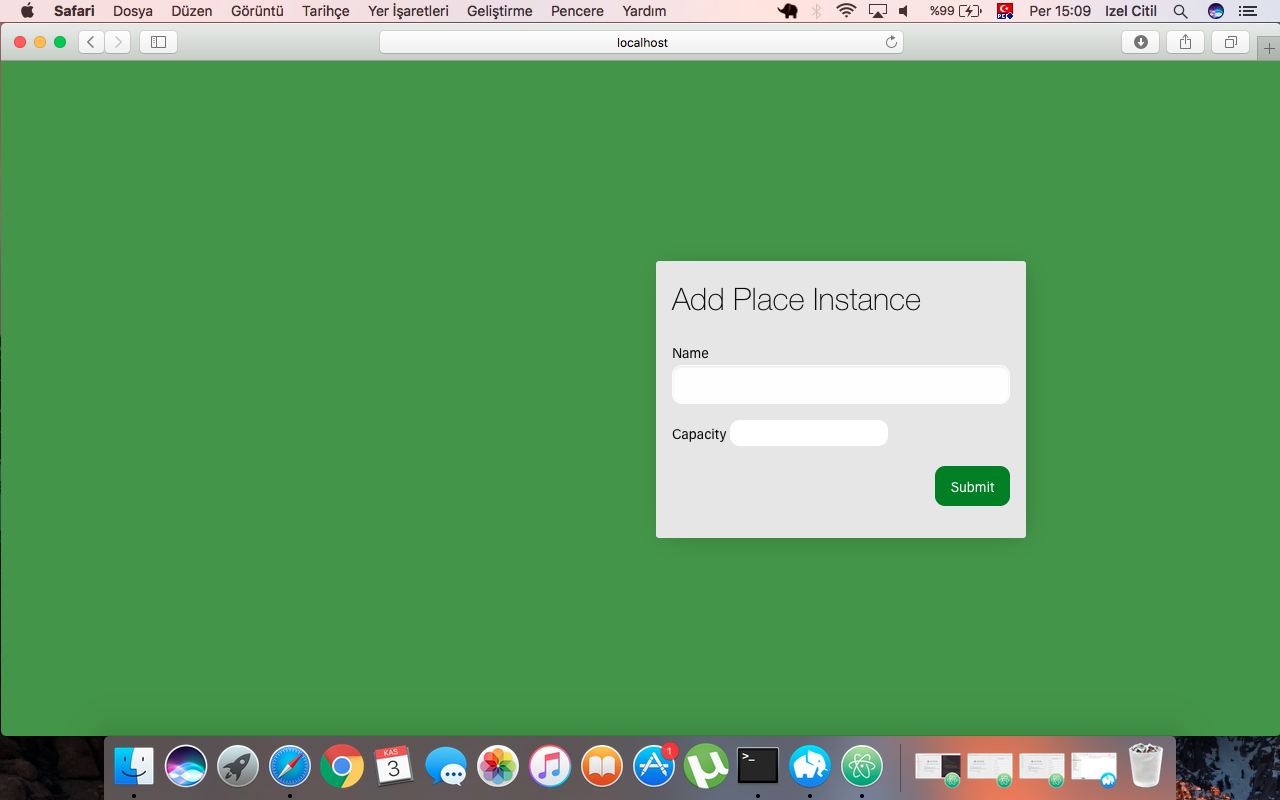 Safari Dosya Düzen Görüntü Tarihçe Yer İşaretleri Geliştirme Pencere Yardım %99 Per 15:09 Izel Citil
localhost
Add Place Instance
Name
Capacity
Submit
KAS
3
1
>_